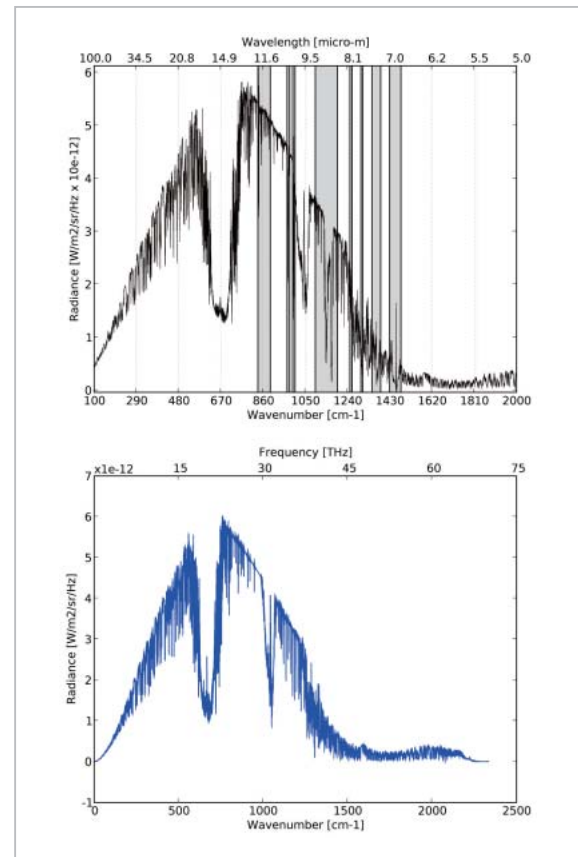 Wavelength [micro-m]
100.0 34.5 20.8 14.9 11.6 9.5 8.1 7.0 6.2 5.5 5.0
6
5
4
3
2
1
0
Radiance [W/m2/sr/Hz x 10e-12]
100 290 480 670 860 1050 1240 1430 1620 1810 2000
Wavenumber [cm-1]
Frequency [THz]
x1e-12 15 30 45 60 75
7
6
5
4
3
2
1
0
-1
Radiance [W/m2/sr/Hz]
0 500 1000 1500 2000 2500
Wavenumber [cm-1]